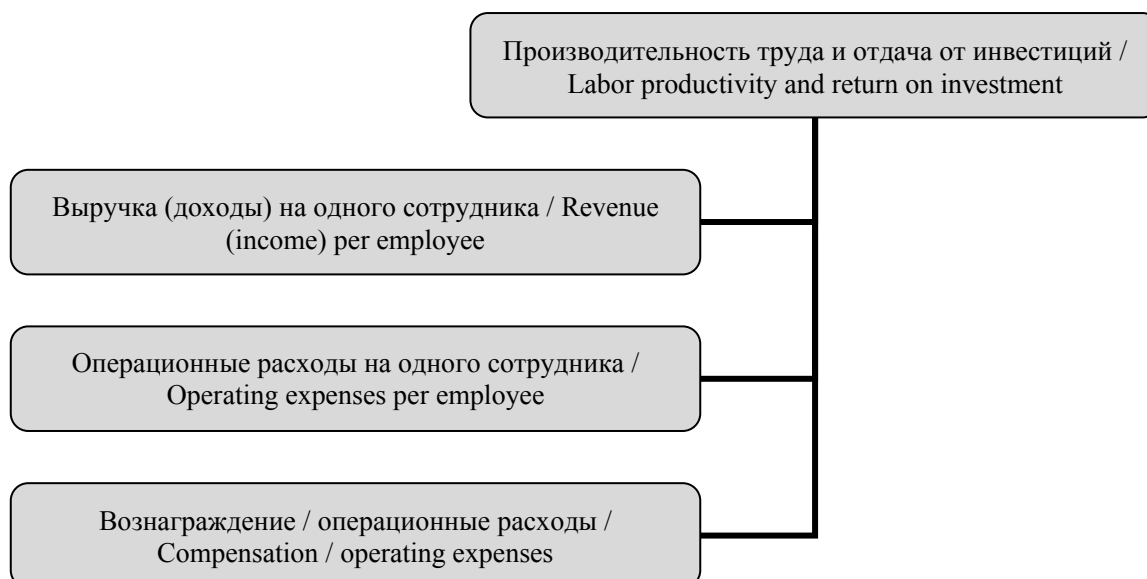 Производительность труда и отдача от инвестиций /
Labor productivity and return on investment
Выручка (доходы) на одного сотрудника / Revenue
(income) per employee
Операционные расходы на одного сотрудника /
Operating expenses per employee
Вознаграждение / операционные расходы /
Compensation / operating expenses